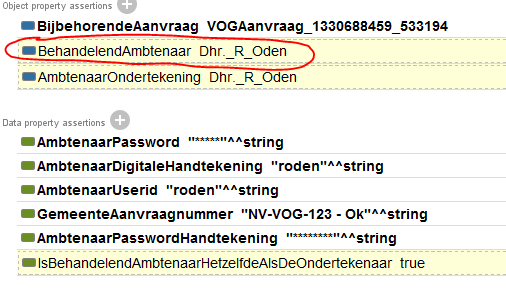 Object property assertions
BijbehorendeAanvraag VOGAanvraag_1330688459_533194
BehandelendAmbtenaar Dhr._R_Oden
AmbtenaarOndertekening Dhr._R_Oden
Data property assertions
AmbtenaarPassword "*****"^^string
AmbtenaarDigitaleHandtekening "roden"^^string
AmbtenaarUserid "roden"^^string
GemeenteAanvraagnummer "NV-VOG-123 - Ok"^^string
AmbtenaarPasswordHandtekening "********"^^string
IsBehandelendAmbtenaarHetzelfdeAlsDeOndertekenaar true